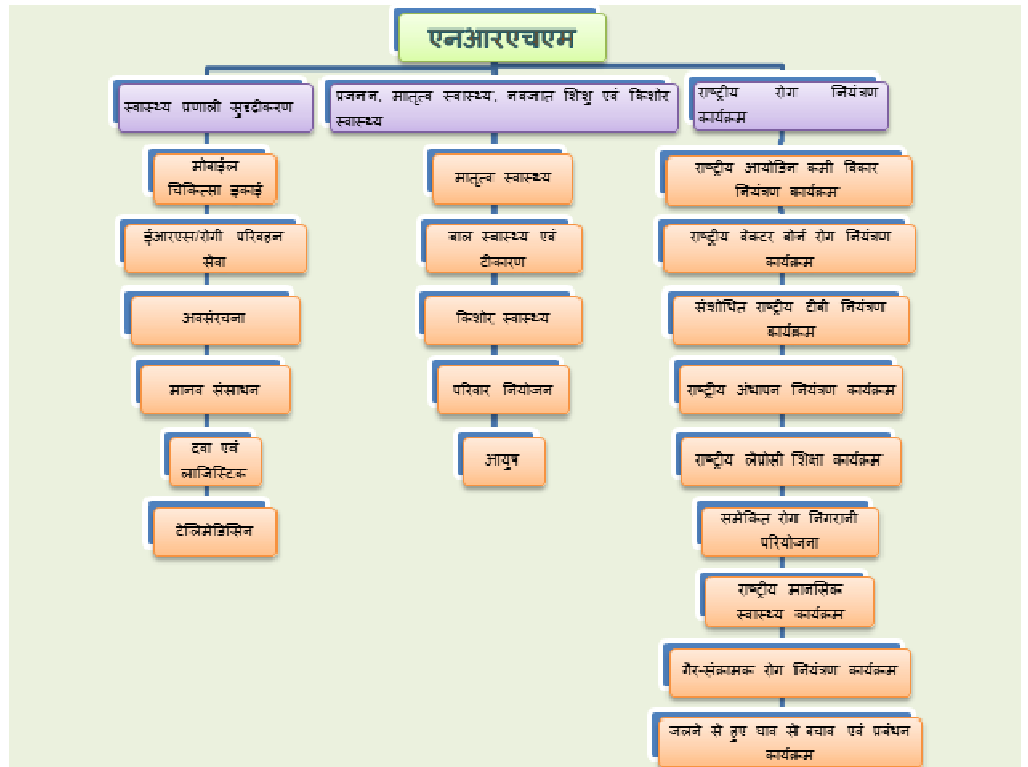 एनआरएचएम
स्वास्थ्य प्रणाली सुदृढीकरण
मोबाईल
चिकित्सा इकाई
ईआरएस/रोगी परिवहन
सेवा
अवसंरचना
मानव संसाधन
दवा एवं
लाजिस्टिक
टेलिमेडिसिन
प्रजनन, मातृत्व स्वास्थ्य, नवजात शिशु एवं किशोर
स्वास्थ्य
मातृत्व स्वास्थ्य
बाल स्वास्थ्य एवं
टीकारण
किशोर स्वास्थ्य
परिवार नियोजन
आयुष
राष्ट्रीय रोग नियंत्रण
कार्यक्रम
राष्ट्रीय आयोडिन कमी विकार
नियंत्रण कार्यक्रम
राष्ट्रीय वेक्टर बोर्न रोग नियंत्रण
कार्यक्रम
संशोधित राष्ट्रीय टीबी नियंत्रण
कार्यक्रम
राष्ट्रीय अंधापन नियंत्रण कार्यक्रम
राष्ट्रीय लेप्रोसी शिक्षा कार्यक्रम
समेकित रोग निगरानी
परियोजना
राष्ट्रीय मानसिक
स्वास्थ्य कार्यक्रम
गैर-संक्रामक रोग नियंत्रण कार्यक्रम
जलने से हुए घाव से बचाव एवं प्रबंधन
कार्यक्रम